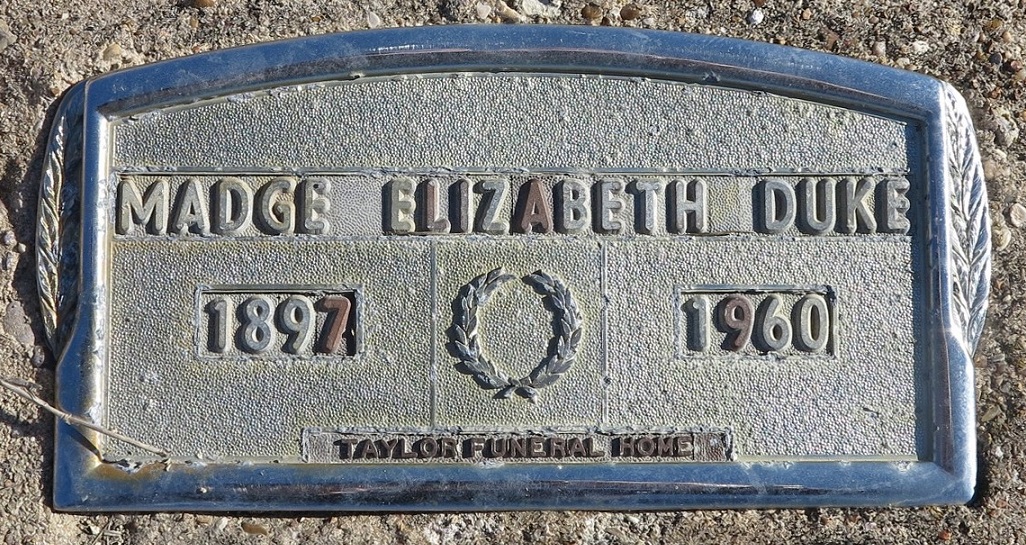 MADGE ELIZABETH DUKE
1897 1960
TAYLOR FUNERAL HOME